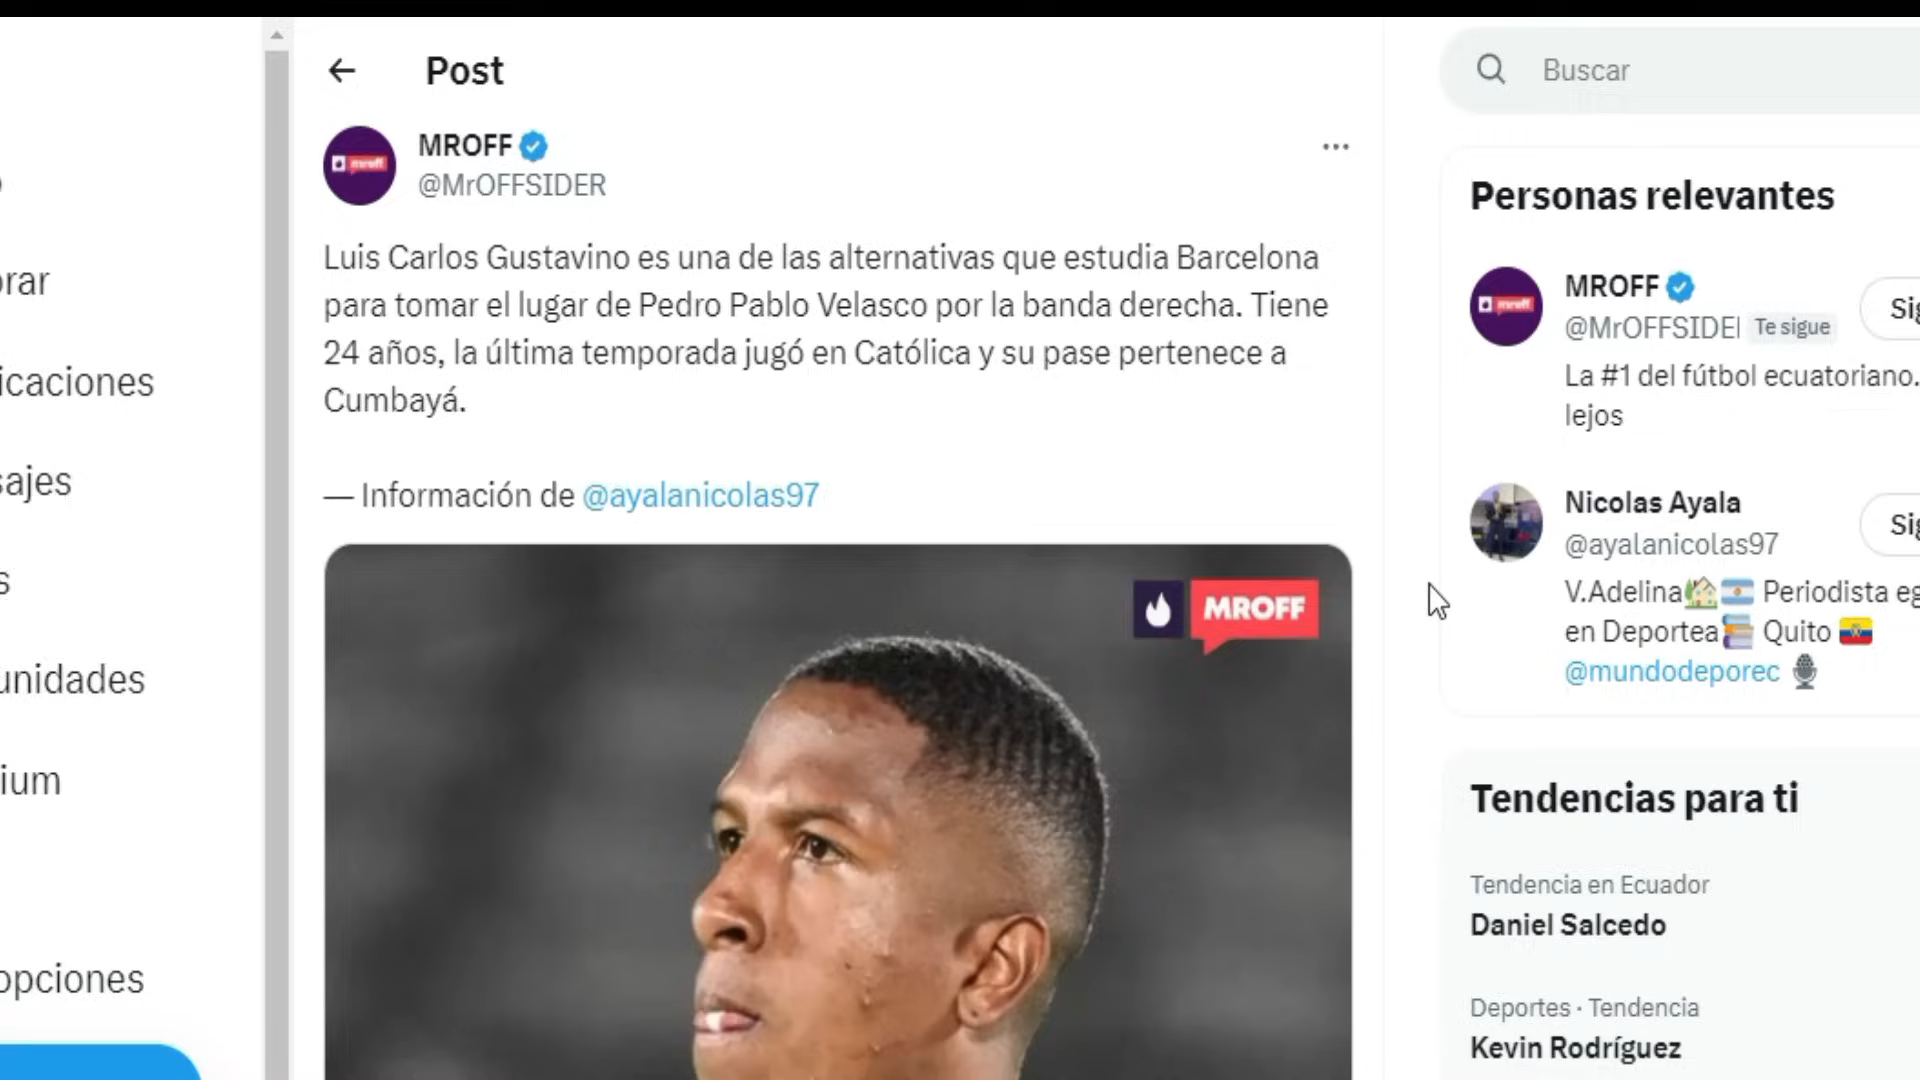 Post
Buscar
MROFF
@MrOFFSIDER
Luis Carlos Gustavino es una de las alternativas que estudia Barcelona
para tomar el lugar de Pedro Pablo Velasco por la banda derecha. Tiene
24 años, la última temporada jugó en Católica y su pase pertenece a
Cumbayá.
— Información de @ayalanicolas97
MROFF
Personas relevantes
MROFF
@MrOFFSIDE
Te sigue
Sig
La #1 del fútbol ecuatoriano.
lejos
Nicolas Ayala
@ayalanicolas97
Sig
V.Adelina🏡🇦🇷 Periodista eg
en Deportea📚 Quito 🇪🇨
@mundodeporec 🎙
Tendencias para ti
Tendencia en Ecuador
Daniel Salcedo
Deportes · Tendencia
Kevin Rodríguez
orar
icaciones
sajes
s
unidades
ium
opciones